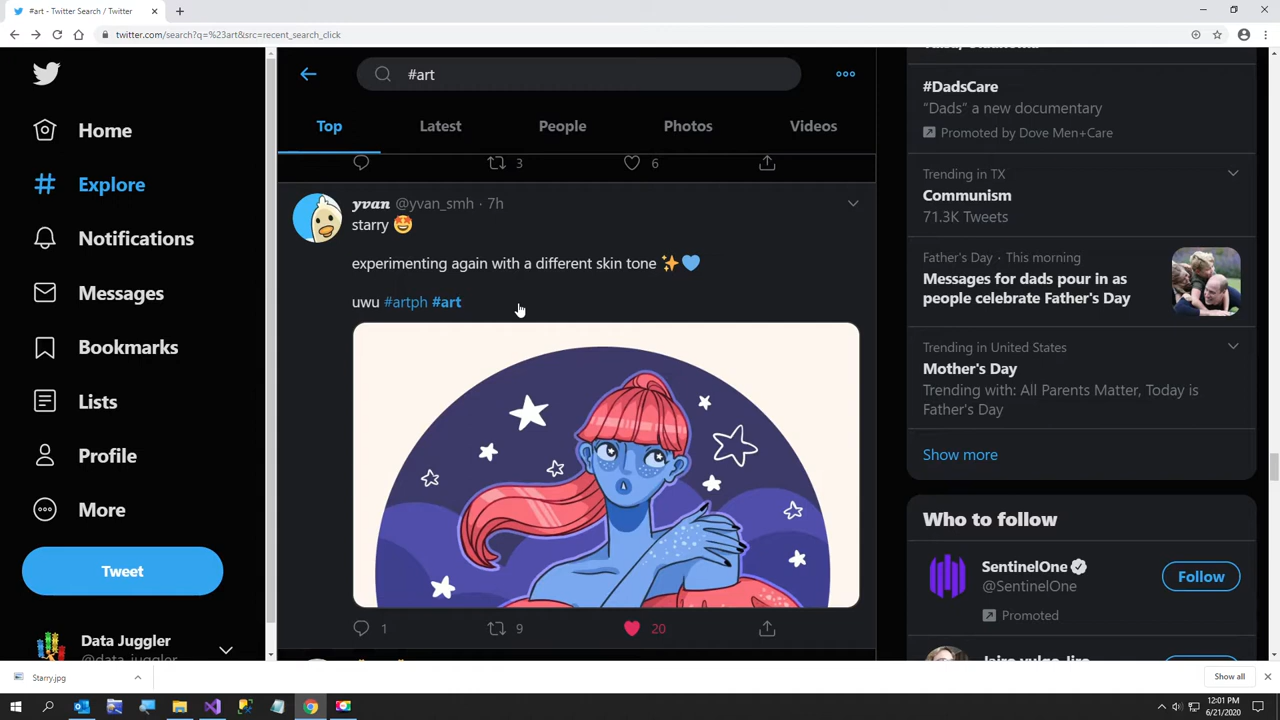 #art - Twitter Search / Twitter
twitter.com/search?q=%23art&src=recent_search_click
Home
Explore
Notifications
Messages
Bookmarks
Lists
Profile
More
Tweet
Data Juggler
@data_juggler
#art
Top
Latest
People
Photos
Videos
3
6
yvan @yvan_smh · 7h
starry 🤩
experimenting again with a different skin tone ✨💙
uwu #artph #art
1
9
20
#DadsCare
“Dads” a new documentary
Promoted by Dove Men+Care
Trending in TX
Communism
71.3K Tweets
Father's Day · This morning
Messages for dads pour in as
people celebrate Father's Day
Trending in United States
Mother's Day
Trending with: All Parents Matter, Today is
Father's Day
Show more
Who to follow
SentinelOne
@SentinelOne
Follow
Promoted
Starry.jpg
Show all
12:01 PM
6/21/2020